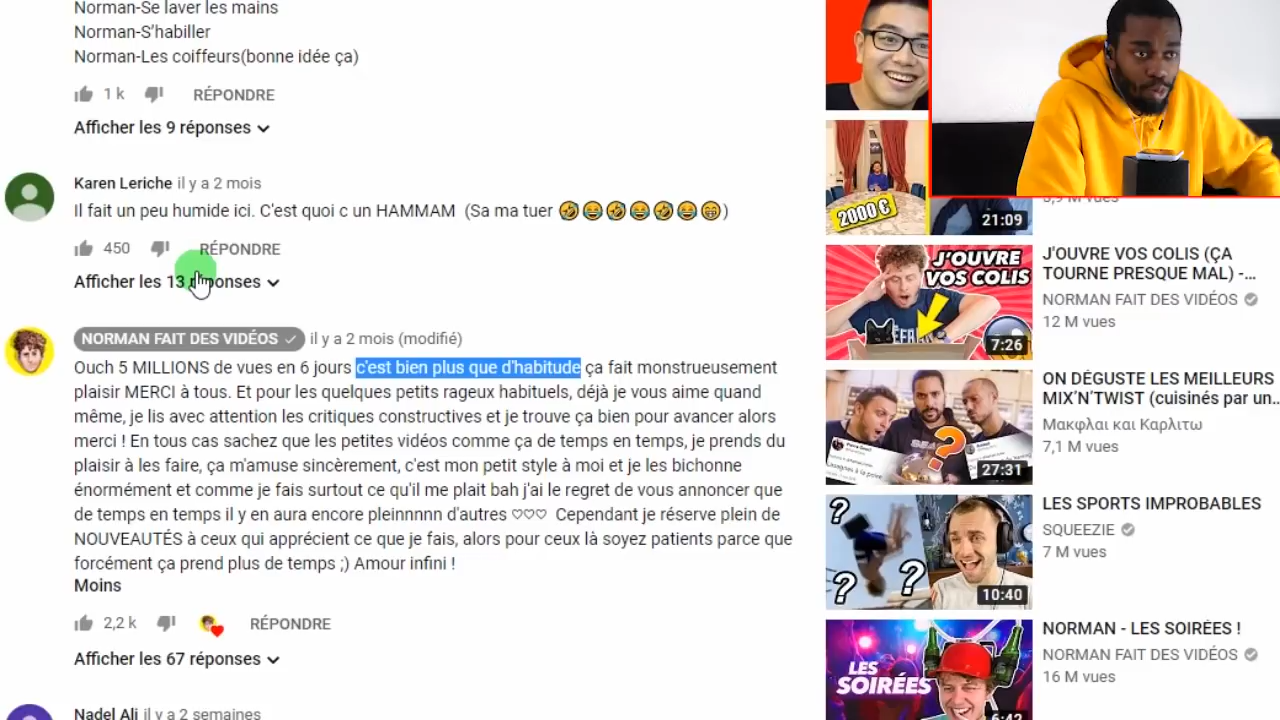 Norman-Se laver les mains
Norman-S'habiller
Norman-Les coiffeurs(bonne idée ça)
1 k RÉPONDRE
Afficher les 9 réponses
Karen Leriche il y a 2 mois
Il fait un peu humide ici. C'est quoi c un HAMMAM (Sa ma tuer 🤣😂🤣😂🤣😂😁)
450 RÉPONDRE
Afficher les 13 réponses
NORMAN FAIT DES VIDÉOS il y a 2 mois (modifié)
Ouch 5 MILLIONS de vues en 6 jours c'est bien plus que d'habitude ça fait monstrueusement
plaisir MERCI à tous. Et pour les quelques petits rageux habituels, déjà je vous aime quand
même, je lis avec attention les critiques constructives et je trouve ça bien pour avancer alors
merci ! En tous cas sachez que les petites vidéos comme ça de temps en temps, je prends du
plaisir à les faire, ça m'amuse sincèrement, c'est mon petit style à moi et je les bichonne
énormément et comme je fais surtout ce qu'il me plait bah j'ai le regret de vous annoncer que
de temps en temps il y en aura encore pleinnnnn d'autres ♡♡♡ Cependant je réserve plein de
NOUVEAUTÉS à ceux qui apprécient ce que je fais, alors pour ceux là soyez patients parce que
forcément ça prend plus de temps ;) Amour infini !
Moins
2,2 k RÉPONDRE
Afficher les 67 réponses
Nadel Ali il y a 2 semaines
2000 €
21:09
J'OUVRE
VOS COLIS
7:26
J'OUVRE VOS COLIS (ÇA
TOURNE PRESQUE MAL) -...
NORMAN FAIT DES VIDÉOS
12 M vues
27:31
ON DÉGUSTE LES MEILLEURS
MIX'N'TWIST (cuisinés par un...
Μακφλαι και Καρλιτω
7,1 M vues
10:40
LES SPORTS IMPROBABLES
SQUEEZIE
7 M vues
LES
SOIRÉES
6:42
NORMAN - LES SOIRÉES !
NORMAN FAIT DES VIDÉOS
16 M vues